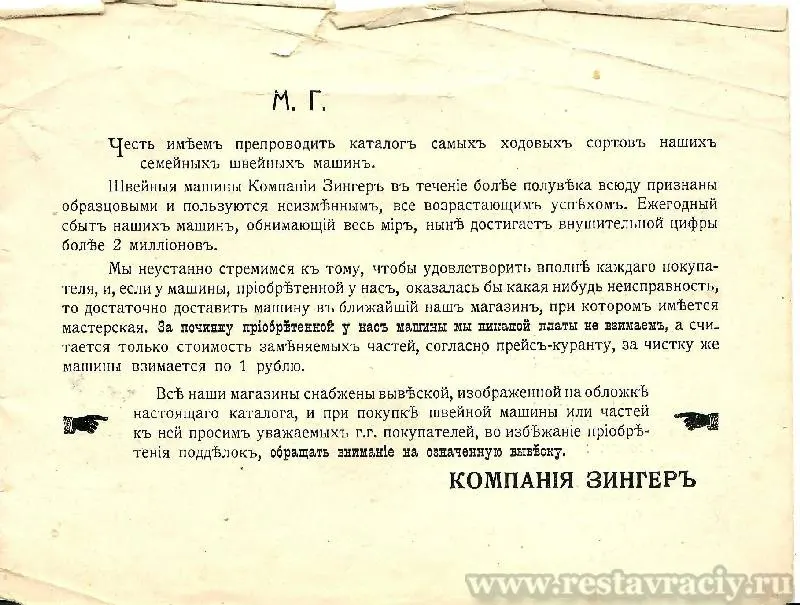 М. Г.
Честь имѣемъ препроводить каталогъ самыхъ ходовыхъ сортовъ нашихъ
семейныхъ швейныхъ машинъ.
Швейныя машины Компаніи Зингеръ въ теченіе болѣе полувѣка всюду признаны
образцовыми и пользуются неизмѣннымъ, все возрастающимъ успѣхомъ. Ежегодный
сбытъ нашихъ машинъ, обнимающій весь міръ, нынѣ достигаетъ внушительной цифры
болѣе 2 милліоновъ.
Мы неустанно стремимся къ тому, чтобы удовлетворить вполнѣ каждаго покупа-
теля, и, если у машины, пріобрѣтенной у насъ, оказалась бы какая нибудь неисправность,
то достаточно доставить машину въ ближайшій нашъ магазинъ, при которомъ имѣется
мастерская. За починку пріобрѣтенной у насъ машины мы никакой платы не взимаемъ, а счи-
тается только стоимость замѣняемыхъ частей, согласно прейсъ-куранту, за чистку же
машины взимается по 1 рублю.
Всѣ наши магазины снабжены вывѣской, изображенной на обложкѣ
настоящаго каталога, и при покупкѣ швейной машины или частей
къ ней просимъ уважаемыхъ г.г. покупателей, во избѣжаніе пріобрѣ-
тенія поддѣлокъ, обращать вниманіе на означенную вывѣску.
КОМПАНІЯ ЗИНГЕРЪ
www.restavraciy.ru